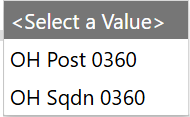 <Select a Value>
OH Post 0360
OH Sqdn 0360